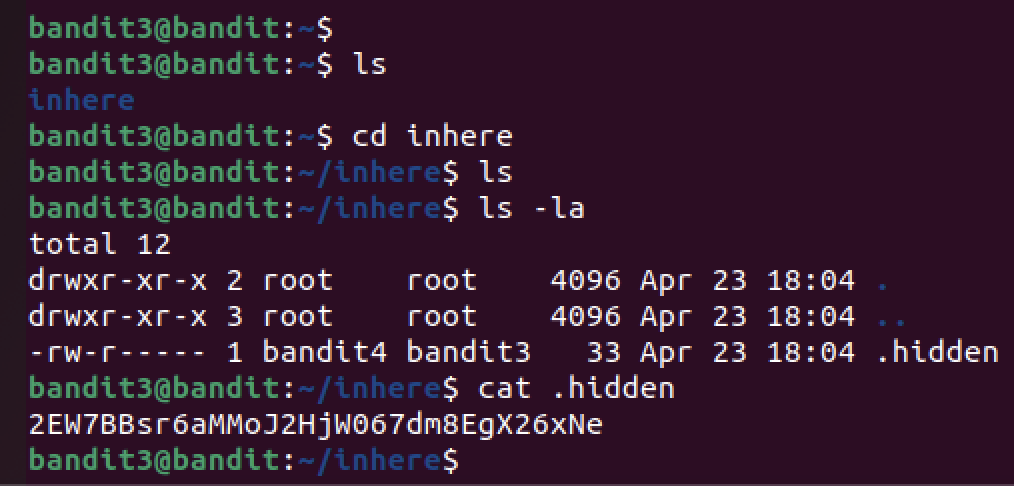 bandit3@bandit:~$
bandit3@bandit:~$ ls
inhere
bandit3@bandit:~$ cd inhere
bandit3@bandit:~/inhere$ ls
bandit3@bandit:~/inhere$ ls -la
total 12
drwxr-xr-x 2 root    root    4096 Apr 23 18:04 .
drwxr-xr-x 3 root    root    4096 Apr 23 18:04 ..
-rw-r----- 1 bandit4 bandit3   33 Apr 23 18:04 .hidden
bandit3@bandit:~/inhere$ cat .hidden
2EW7BBsr6aMMoJ2HjW067dm8EgX26xNe
bandit3@bandit:~/inhere$